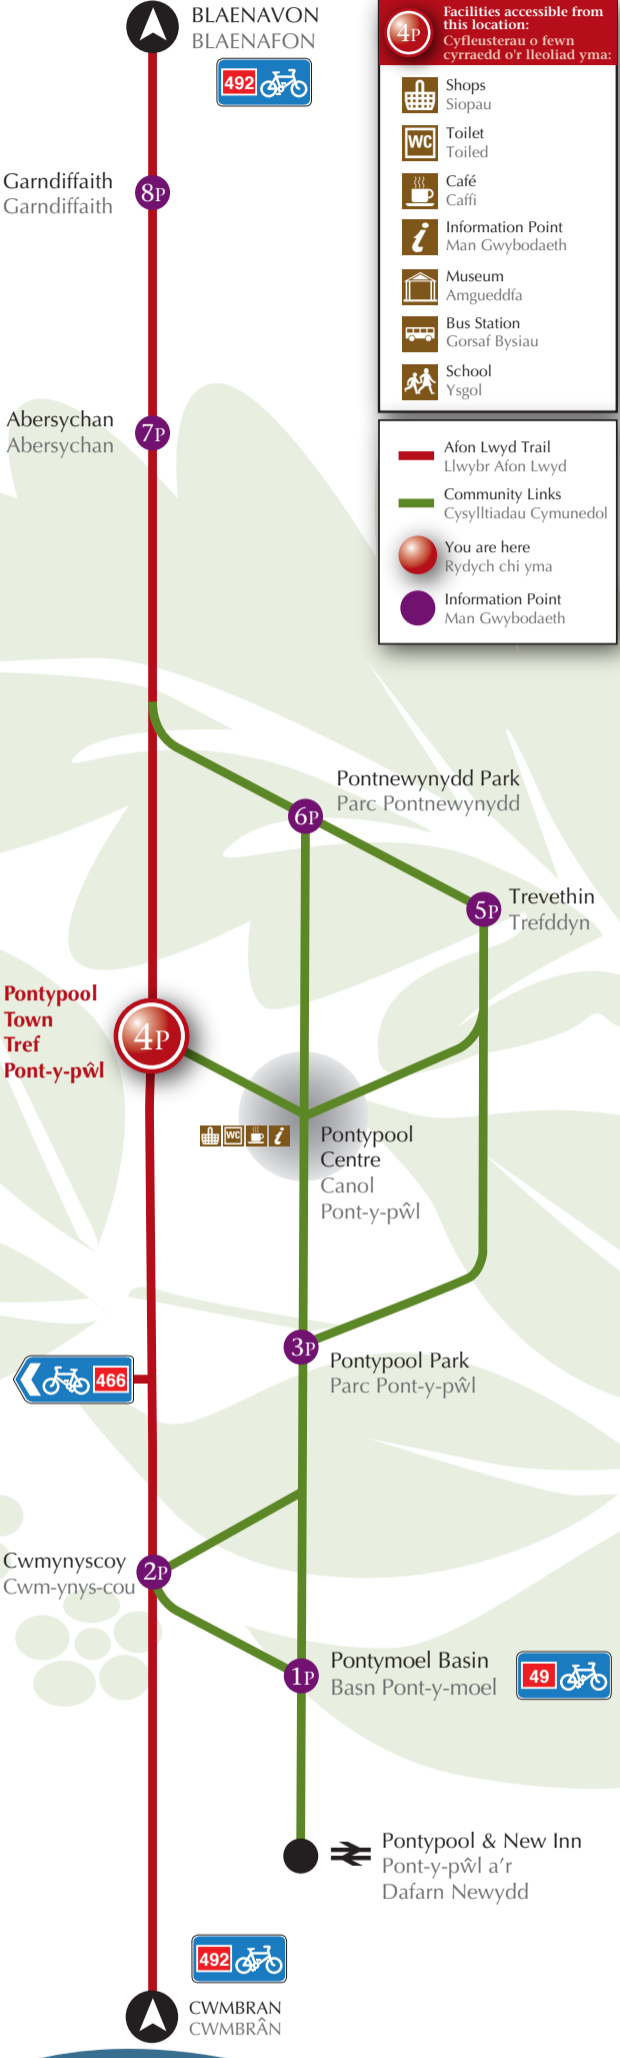 BLAENAVON
BLAENAFON
492
4P
Facilities accessible from
this location:
Cyfleusterau o fewn
cyrraedd o'r lleoliad yma:
Shops
Siopau
WC
Toilet
Toiled
Café
Caffi
i
Information Point
Man Gwybodaeth
Museum
Amgueddfa
Bus Station
Gorsaf Bysiau
School
Ysgol
Afon Lwyd Trail
Llwybr Afon Lwyd
Community Links
Cysylltiadau Cymunedol
You are here
Rydych chi yma
Information Point
Man Gwybodaeth
Garndiffaith
Garndiffaith
8P
Abersychan
Abersychan
7P
Pontnewynydd Park
Parc Pontnewynydd
6P
5P
Trevethin
Trefddyn
Pontypool
Town
Tref
Pont-y-pŵl
4P
WC
i
Pontypool
Centre
Canol
Pont-y-pŵl
3P
Pontypool Park
Parc Pont-y-pŵl
466
Cwmynyscoy
Cwm-ynys-cou
2P
1P
Pontymoel Basin
Basn Pont-y-moel
49
Pontypool & New Inn
Pont-y-pŵl a'r
Dafarn Newydd
492
CWMBRAN
CWMBRÂN